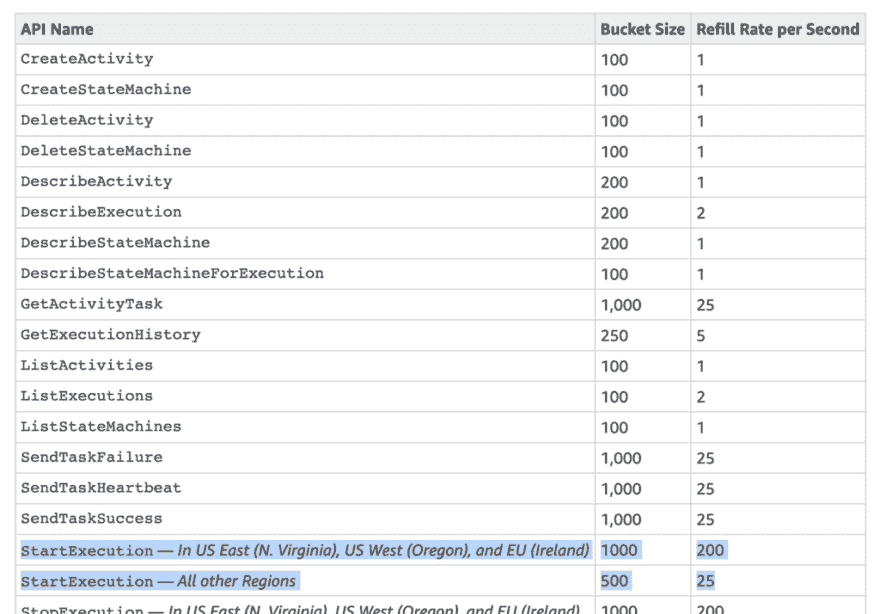 API Name Bucket Size Refill Rate per Second
CreateActivity 100 1
CreateStateMachine 100 1
DeleteActivity 100 1
DeleteStateMachine 100 1
DescribeActivity 200 1
DescribeExecution 200 2
DescribeStateMachine 200 1
DescribeStateMachineForExecution 100 1
GetActivityTask 1,000 25
GetExecutionHistory 250 5
ListActivities 100 1
ListExecutions 100 2
ListStateMachines 100 1
SendTaskFailure 1,000 25
SendTaskHeartbeat 1,000 25
SendTaskSuccess 1,000 25
StartExecution — In US East (N. Virginia), US West (Oregon), and EU (Ireland) 1000 200
StartExecution — All other Regions 500 25
StopExecution — In US East (N. Virginia), US West (Oregon), and EU (Ireland) 1000 200